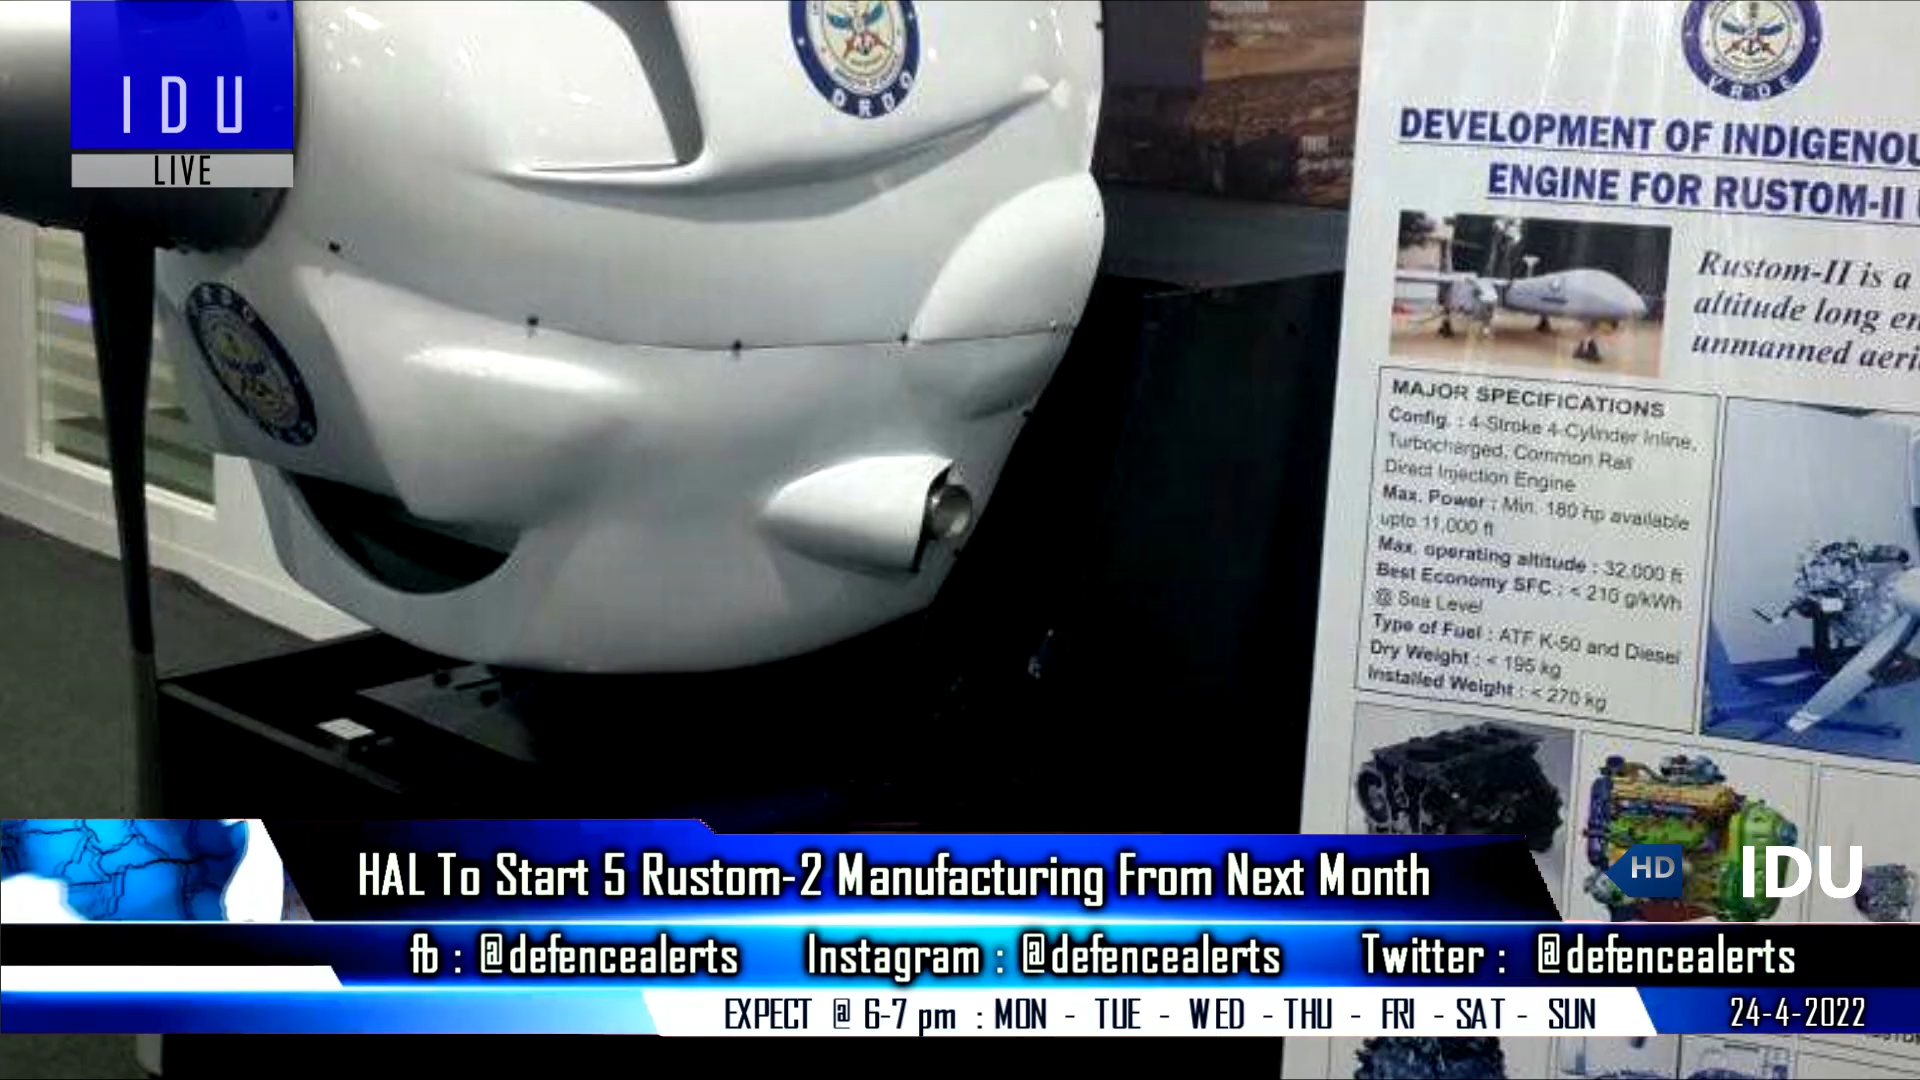 IDU
LIVE
DRDO
VRDE
DEVELOPMENT OF INDIGENOU
ENGINE FOR RUSTOM-II
Rustom-II is a
altitude long en
unmanned aeri
MAJOR SPECIFICATIONS
Config. : 4-Stroke 4-Cylinder Inline,
Turbocharged, Common Rail
Direct Injection Engine
Max. Power : Min. 180 hp available
upto 11,000 ft
Max. operating altitude : 32,000 ft
Best Economy SFC : < 210 g/kWh
@ Sea Level
Type of Fuel : ATF K-50 and Diesel
Dry Weight : < 195 kg
Installed Weight : < 270 kg
HAL To Start 5 Rustom-2 Manufacturing From Next Month
HD IDU
fb : @defencealerts Instagram : @defencealerts Twitter : @defencealerts
EXPECT @ 6-7 pm : MON - TUE - WED - THU - FRI - SAT - SUN 24-4-2022